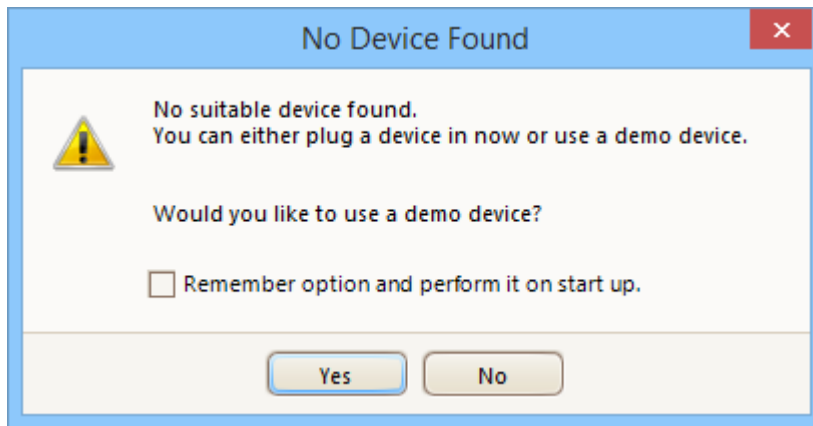 No Device Found
No suitable device found.
You can either plug a device in now or use a demo device.
Would you like to use a demo device?
Remember option and perform it on start up.
Yes No